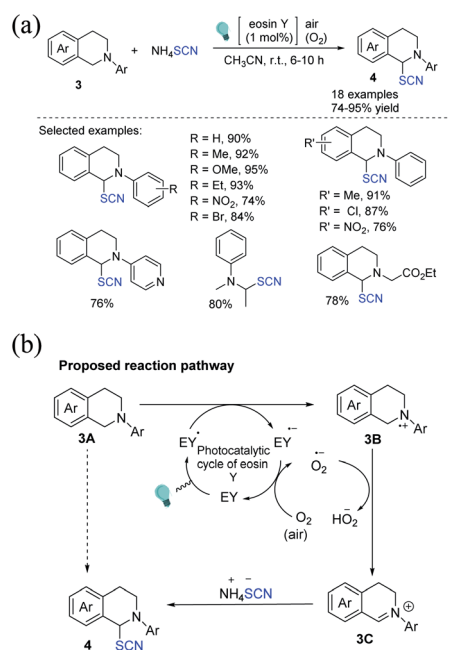 (a)
Ar
N
Ar
3
+
NH4SCN
[ eosin Y ] air
(1 mol%) (O2)
CH3CN, r.t., 6-10 h
Ar
N
Ar
SCN
4
18 examples
74-95% yield
Selected examples:
N
SCN
R
R = H, 90%
R = Me, 92%
R = OMe, 95%
R = Et, 93%
R = NO2, 74%
R = Br, 84%
R'
N
SCN
R' = Me, 91%
R' = Cl, 87%
R' = NO2, 76%
N
SCN
N
76%
N
SCN
80%
N
CO2Et
SCN
78%
(b)
Proposed reaction pathway
Ar
N
Ar
3A
Ar
N
•+
Ar
3B
EY•
EY•−
Photocatalytic
cycle of eosin
Y
EY
O2•−
O2
(air)
HO2−
NH4+ SCN−
Ar
N
Ar
SCN
4
Ar
N
⊕
Ar
3C